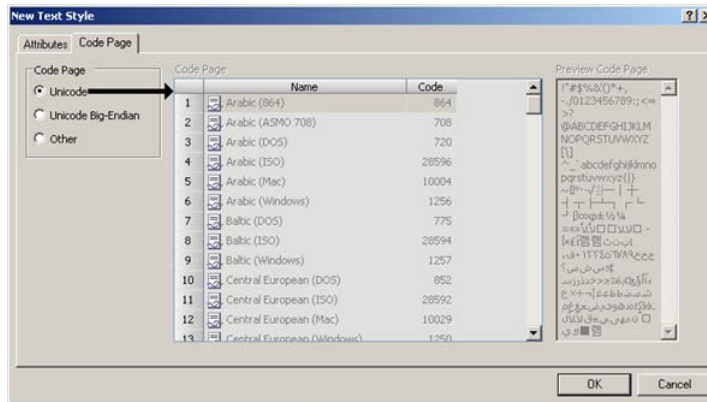 New Text Style
Attributes
Code Page
Code Page
Unicode
Unicode Big-Endian
Other
Code Page
Name Code
1 Arabic (864) 864
2 Arabic (ASMO 708) 708
3 Arabic (DOS) 720
4 Arabic (ISO) 28596
5 Arabic (Mac) 10004
6 Arabic (Windows) 1256
7 Baltic (DOS) 775
8 Baltic (ISO) 28594
9 Baltic (Windows) 1257
10 Central European (DOS) 852
11 Central European (ISO) 28592
12 Central European (Mac) 10029
13 Central European (Windows) 1250
Preview Code Page
!"#$%&'()*+,
-./0123456789:;<=
>?
@ABCDEFGHIJKLM
NOPQRSTUVWXYZ
[\]
^_`abcdefghijklmno
pqrstuvwxyz{|}
OK
Cancel